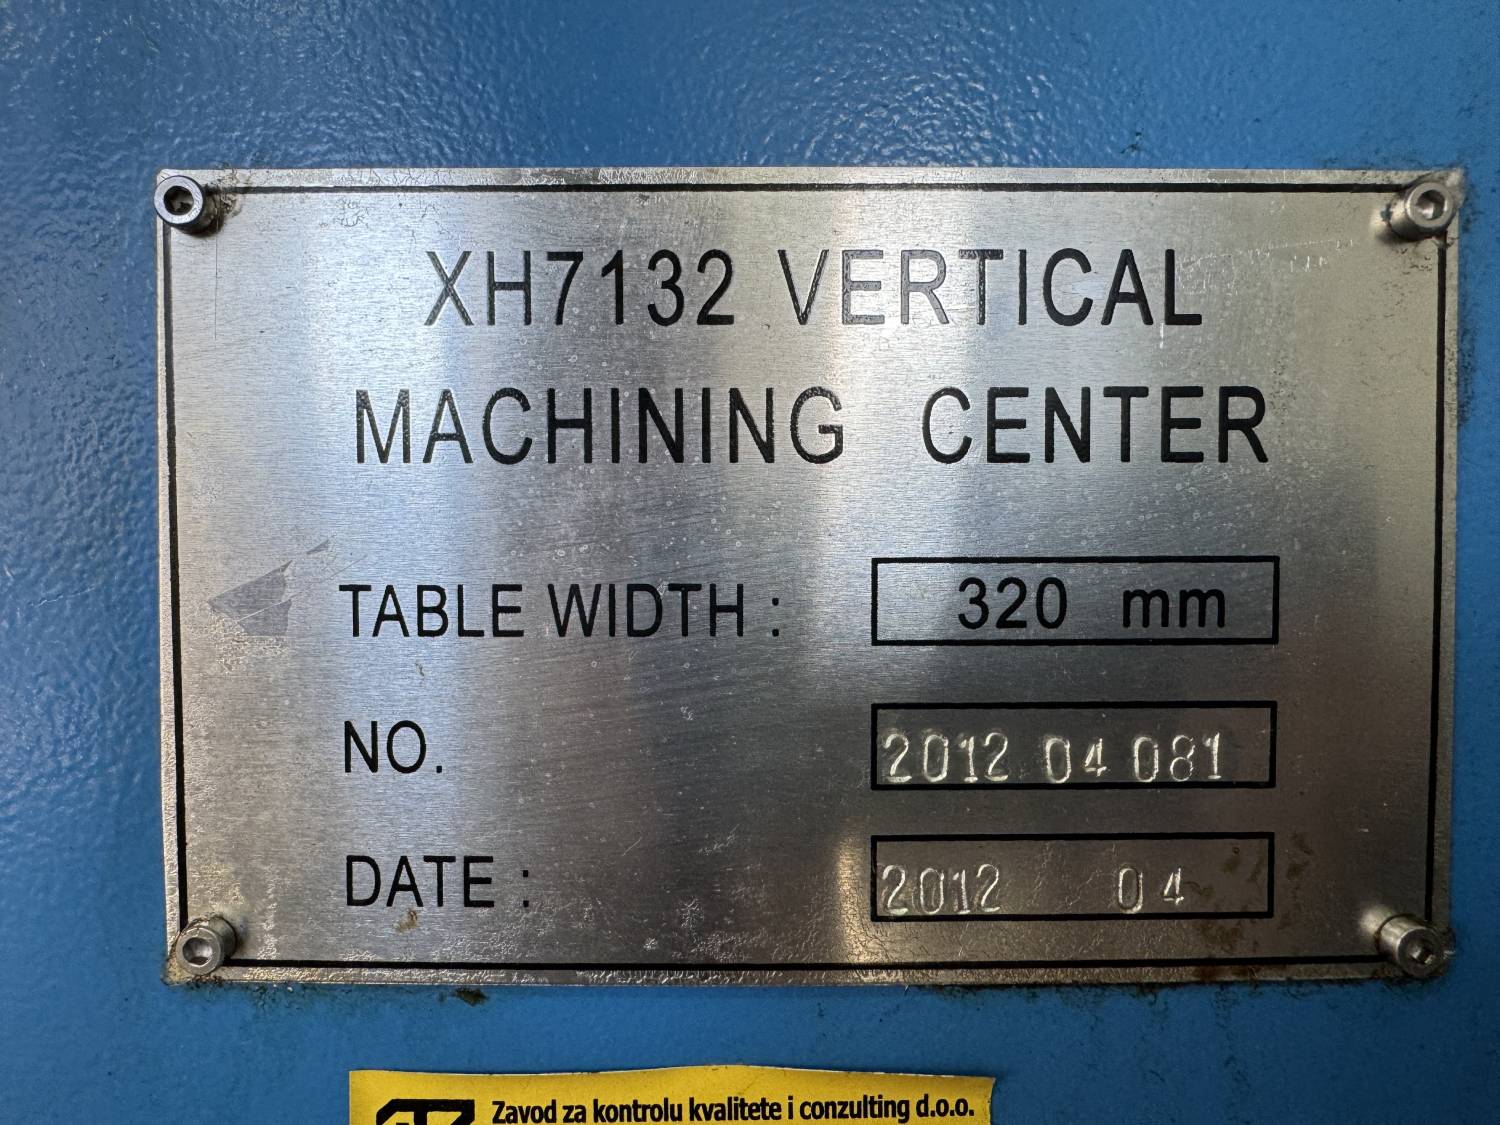 XH7132 VERTICAL
MACHINING CENTER
TABLE WIDTH : 320 mm
NO. 2012 04 081
DATE : 2012 04
Zavod za kontrolu kvalitete i conzulting d.o.o.